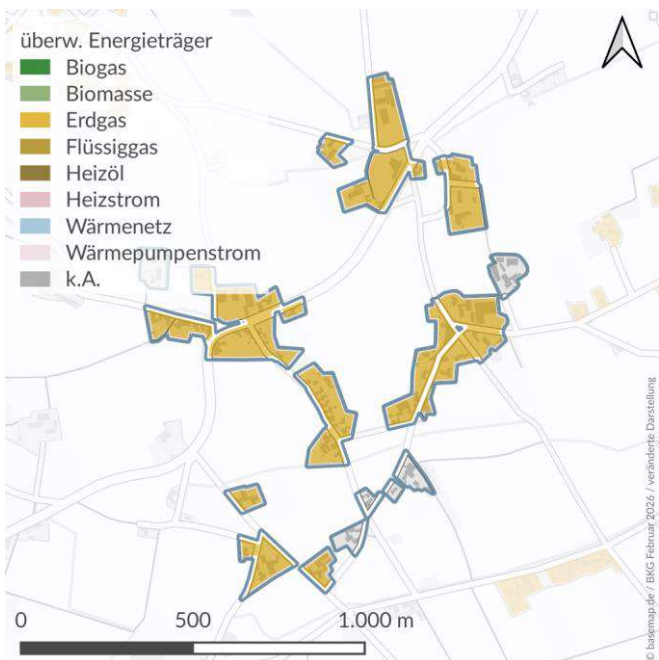 überw. Energieträger
Biogas
Biomasse
Erdgas
Flüssiggas
Heizöl
Heizstrom
Wärmenetz
Wärmepumpenstrom
k.A.
0 500 1.000 m
© basemap.de / BKG Februar 2026 / veränderte Darstellung